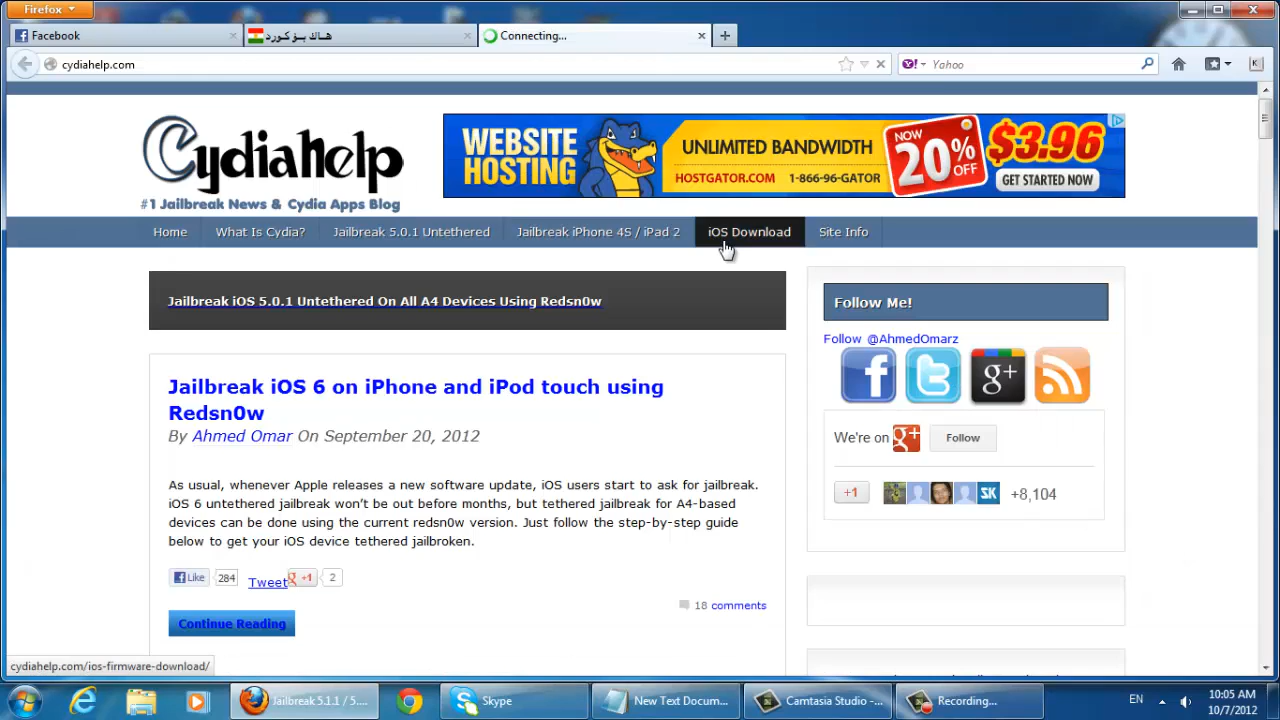 Firefox
Facebook
هـاك بــزكـورد
Connecting...
cydiahelp.com
Yahoo
Cydiahelp
#1 Jailbreak News & Cydia Apps Blog
WEBSITE HOSTING
UNLIMITED BANDWIDTH
HOSTGATOR.COM 1-866-96-GATOR
NOW 20% OFF
$3.96
GET STARTED NOW
Home
What Is Cydia?
Jailbreak 5.0.1 Untethered
Jailbreak iPhone 4S / iPad 2
iOS Download
Site Info
Jailbreak iOS 5.0.1 Untethered On All A4 Devices Using Redsn0w
Jailbreak iOS 6 on iPhone and iPod touch using
Redsn0w
By Ahmed Omar On September 20, 2012
As usual, whenever Apple releases a new software update, iOS users start to ask for jailbreak.
iOS 6 untethered jailbreak won't be out before months, but tethered jailbreak for A4-based
devices can be done using the current redsn0w version. Just follow the step-by-step guide
below to get your iOS device tethered jailbroken.
Like 284 Tweet +1 2
18 comments
Continue Reading
Follow Me!
Follow @AhmedOmarz
We're on g+ Follow
+1 SK +8,104
cydiahelp.com/ios-firmware-download/
Jailbreak 5.1.1 / 5....
Skype
New Text Docum...
Camtasia Studio -...
Recording...
EN
10:05 AM
10/7/2012